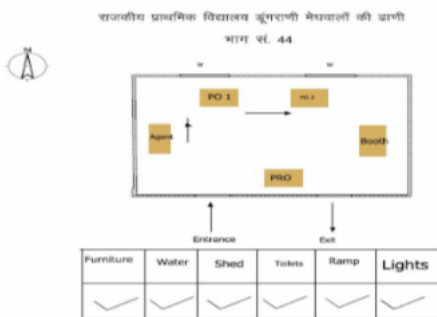 राजकीय प्राथमिक विद्यालय डूंगराणी मेघवालों की ढाणी
भाग सं. 44
N
W W
PO 1 PO 2
Agent Booth
PRO
Entrance Exit
Furniture Water Shed Toilets Ramp Lights